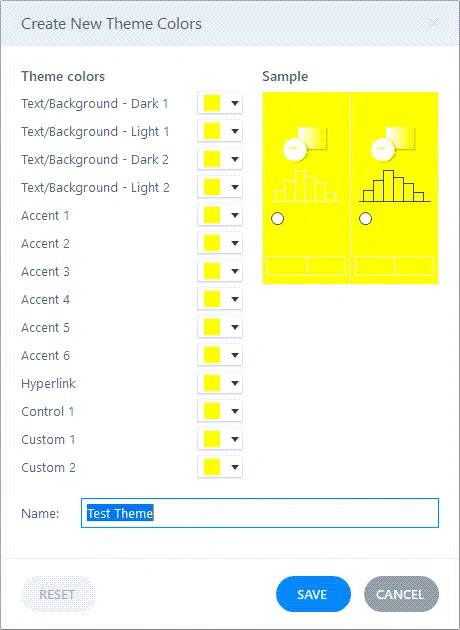 Create New Theme Colors
Theme colors
Sample
Text/Background - Dark 1
Text/Background - Light 1
Text/Background - Dark 2
Text/Background - Light 2
Accent 1
Accent 2
Accent 3
Accent 4
Accent 5
Accent 6
Hyperlink
Control 1
Custom 1
Custom 2
Name:
Test Theme
RESET
SAVE
CANCEL